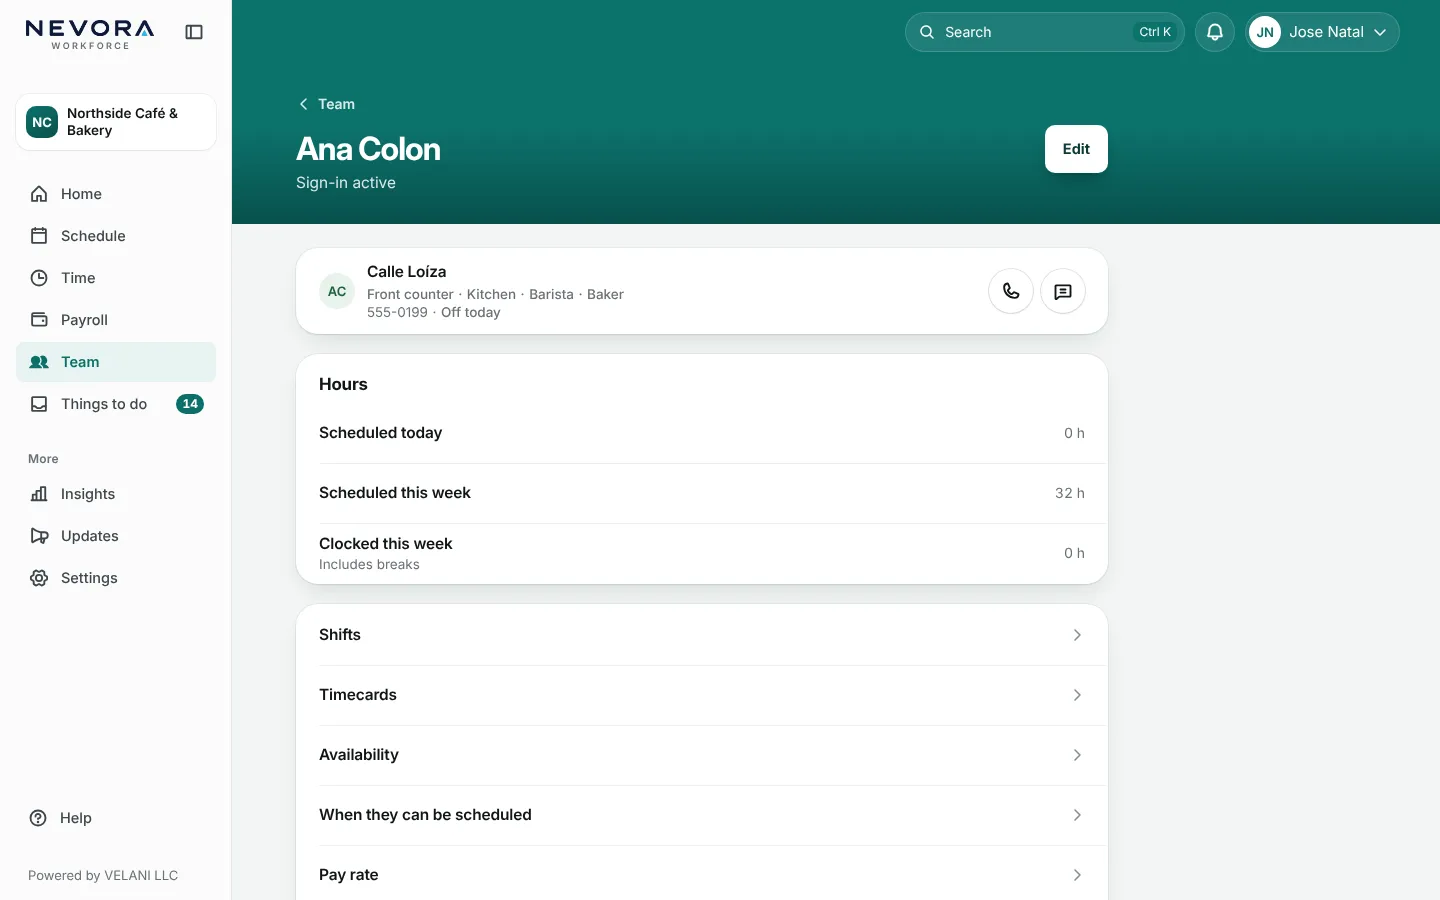 NEVORA
WORKFORCE
Search
Ctrl K
JN
Jose Natal
NC
Northside Café &
Bakery
Home
Schedule
Time
Payroll
Team
Things to do
14
More
Insights
Updates
Settings
Help
Powered by VELANI LLC
Team
Ana Colon
Sign-in active
Edit
AC
Calle Loíza
Front counter · Kitchen · Barista · Baker
555-0199 · Off today
Hours
Scheduled today
0 h
Scheduled this week
32 h
Clocked this week
Includes breaks
0 h
Shifts
Timecards
Availability
When they can be scheduled
Pay rate